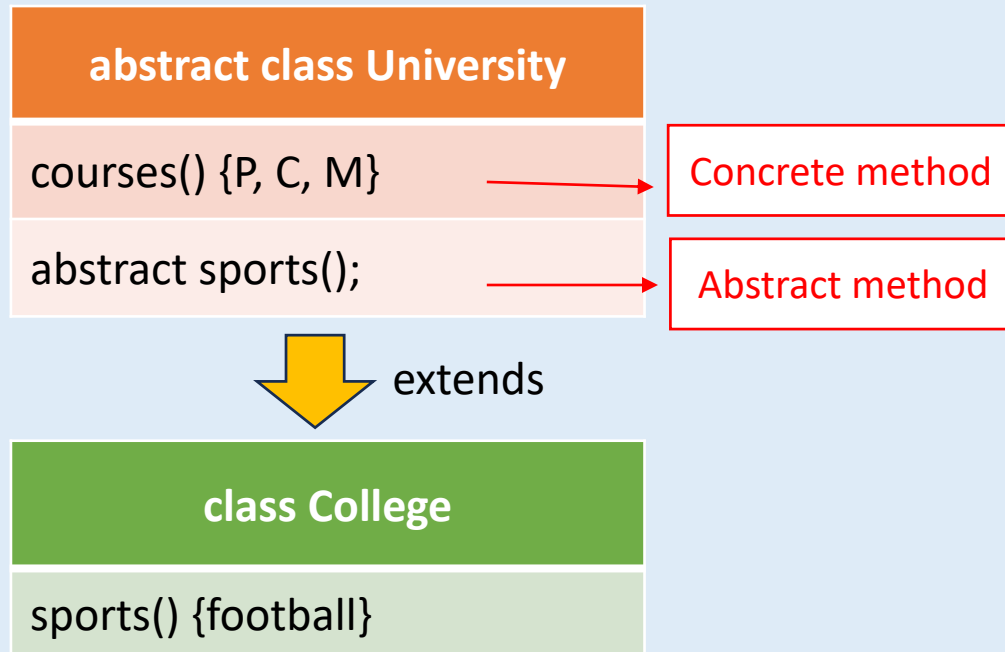 abstract class University
courses() {P, C, M}
Concrete method
abstract sports();
Abstract method
extends
class College
sports() {football}